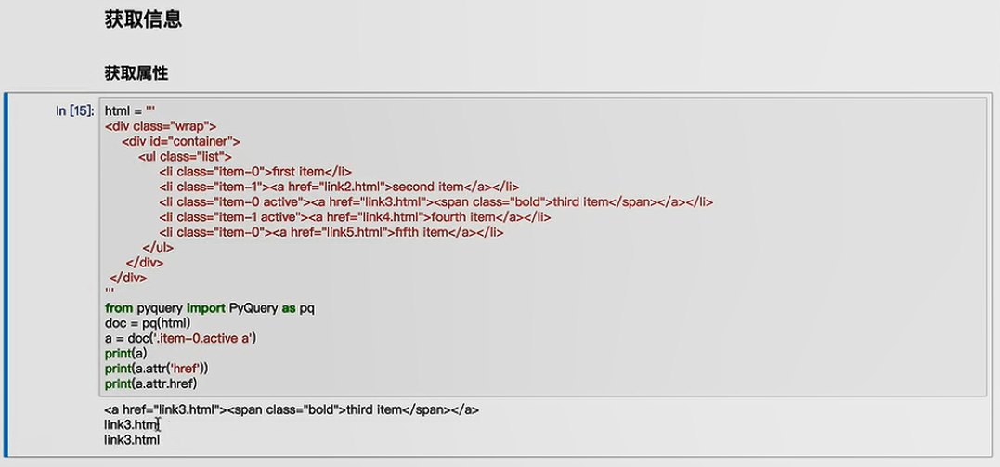 获取信息
获取属性
In [15]: html = '''
<div class="wrap">
<div id="container">
<ul class="list">
<li class="item-0">first item</li>
<li class="item-1"><a href="link2.html">second item</a></li>
<li class="item-0 active"><a href="link3.html"><span class="bold">third item</span></a></li>
<li class="item-1 active"><a href="link4.html">fourth item</a></li>
<li class="item-0"><a href="link5.html">fifth item</a></li>
</ul>
</div>
</div>
'''
from pyquery import PyQuery as pq
doc = pq(html)
a = doc('.item-0.active a')
print(a)
print(a.attr('href'))
print(a.attr.href)
<a href="link3.html"><span class="bold">third item</span></a>
link3.html
link3.html